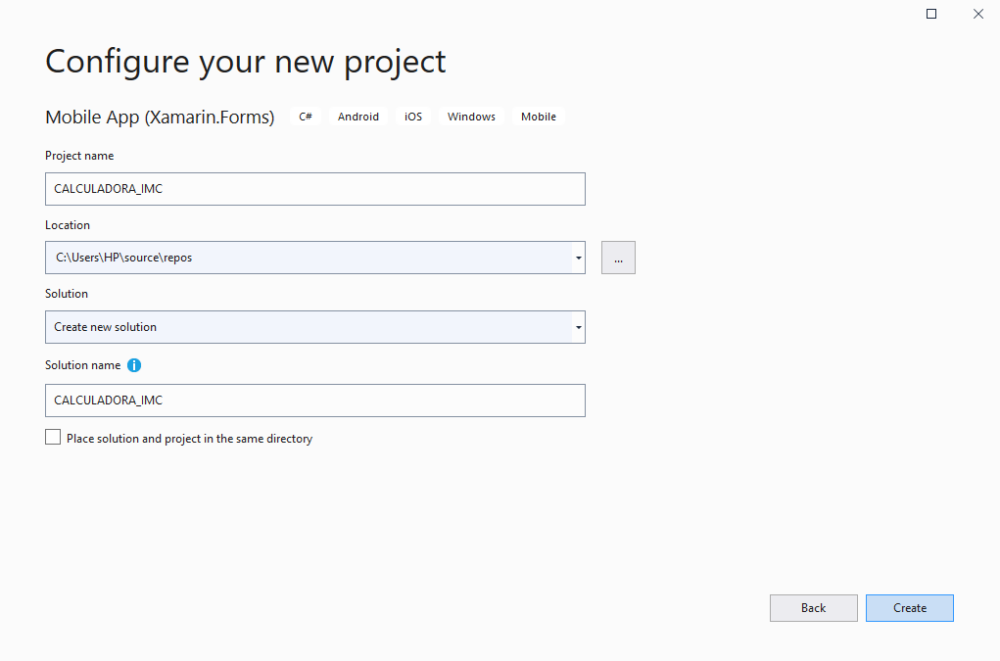 Configure your new project
Mobile App (Xamarin.Forms) C# Android iOS Windows Mobile
Project name
CALCULADORA_IMC
Location
C:\Users\HP\source\repos
...
Solution
Create new solution
Solution name
CALCULADORA_IMC
Place solution and project in the same directory
Back Create